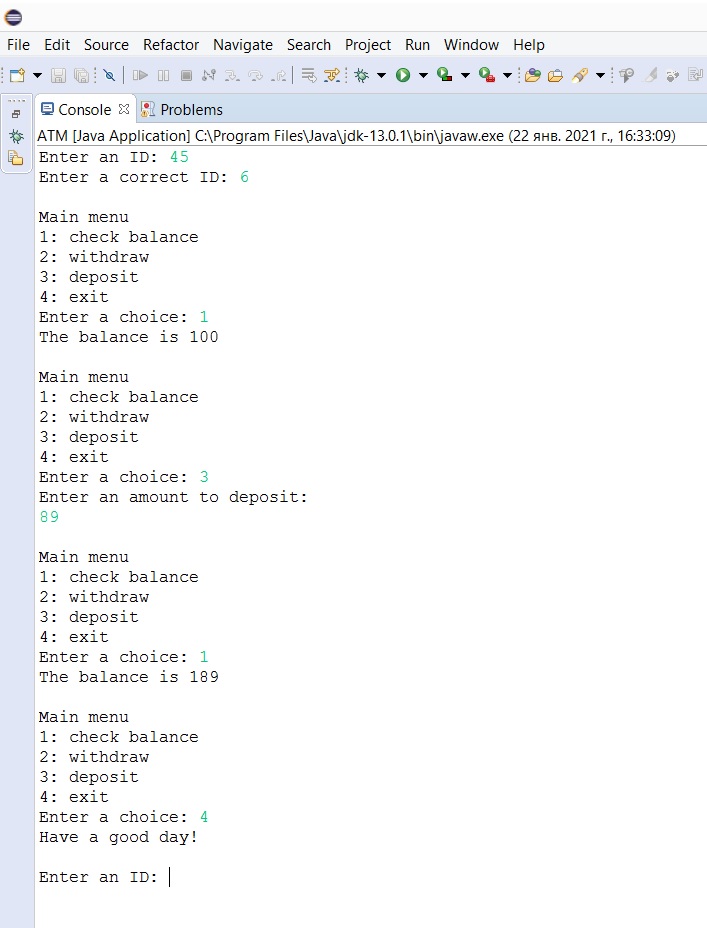 File Edit Source Refactor Navigate Search Project Run Window Help
Console Problems
ATM [Java Application] C:\Program Files\Java\jdk-13.0.1\bin\javaw.exe (22 янв. 2021 г., 16:33:09)
Enter an ID: 45
Enter a correct ID: 6
Main menu
1: check balance
2: withdraw
3: deposit
4: exit
Enter a choice: 1
The balance is 100
Main menu
1: check balance
2: withdraw
3: deposit
4: exit
Enter a choice: 3
Enter an amount to deposit:
89
Main menu
1: check balance
2: withdraw
3: deposit
4: exit
Enter a choice: 1
The balance is 189
Main menu
1: check balance
2: withdraw
3: deposit
4: exit
Enter a choice: 4
Have a good day!
Enter an ID: